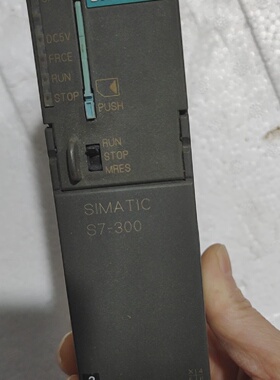 DC5V
FRCE
RUN
STOP
PUSH
RUN
STOP
MRES
SIMATIC
S7-300